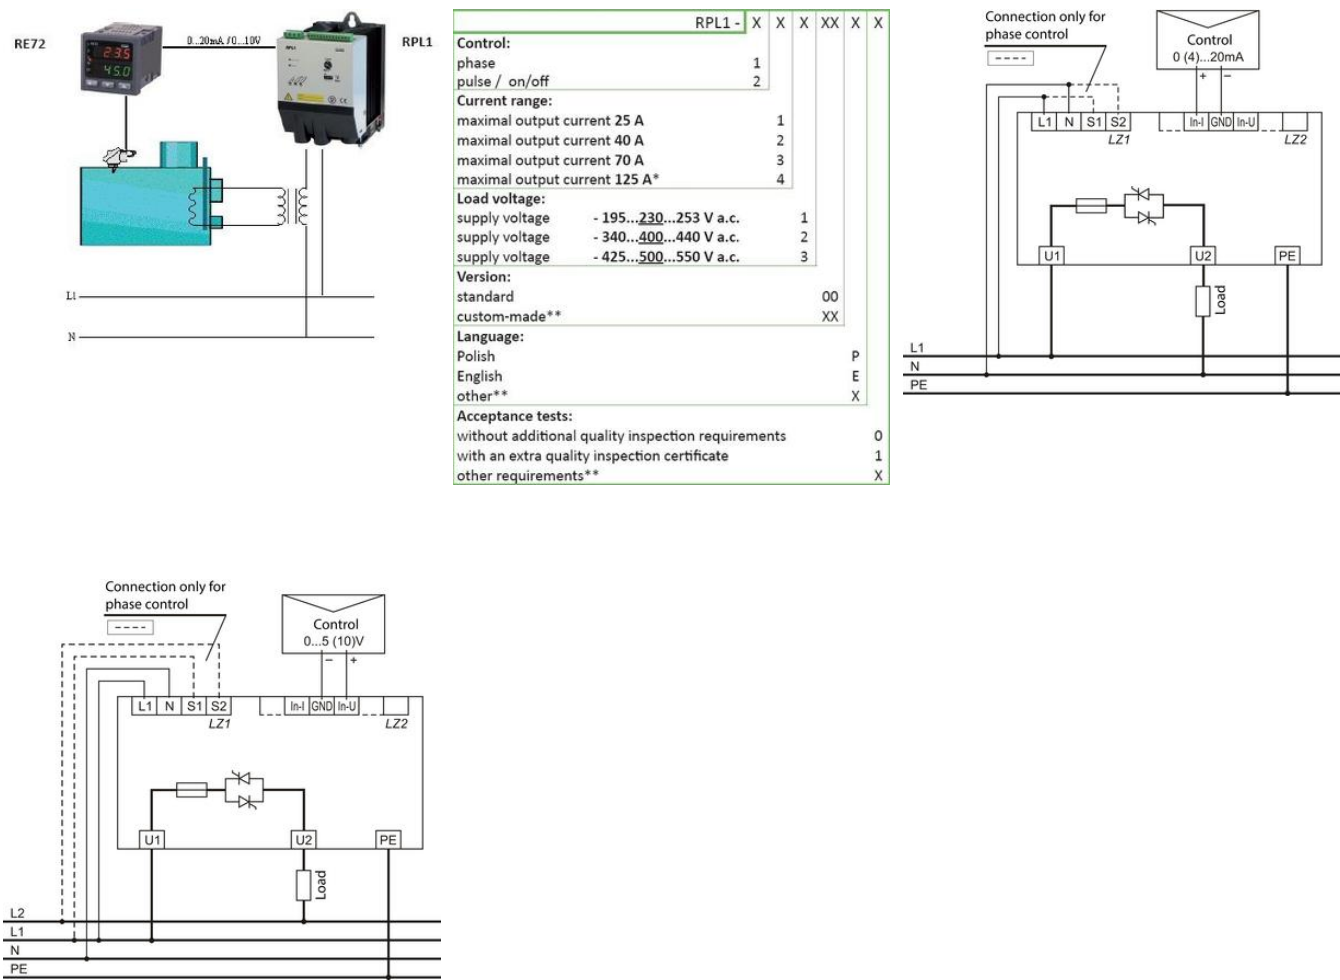 RE72
0...20mA /0...10V
RPL1
L1
N
RPL1 - X X X XX X X
Control:
phase 1
pulse / on/off 2
Current range:
maximal output current 25 A 1
maximal output current 40 A 2
maximal output current 70 A 3
maximal output current 125 A* 4
Load voltage:
supply voltage - 195...230...253 V a.c. 1
supply voltage - 340...400...440 V a.c. 2
supply voltage - 425...500...550 V a.c. 3
Version:
standard 00
custom-made** XX
Language:
Polish P
English E
other** X
Acceptance tests:
without additional quality inspection requirements 0
with an extra quality inspection certificate 1
other requirements** X
Connection only for
phase control
Control
0 (4)...20mA
+ −
L1 N S1 S2 In-I GND In-U
LZ1 LZ2
U1 U2 PE
Load
L1
N
PE
Connection only for
phase control
Control
0...5 (10)V
− +
L1 N S1 S2 In-I GND In-U
LZ1 LZ2
U1 U2 PE
Load
L2
L1
N
PE